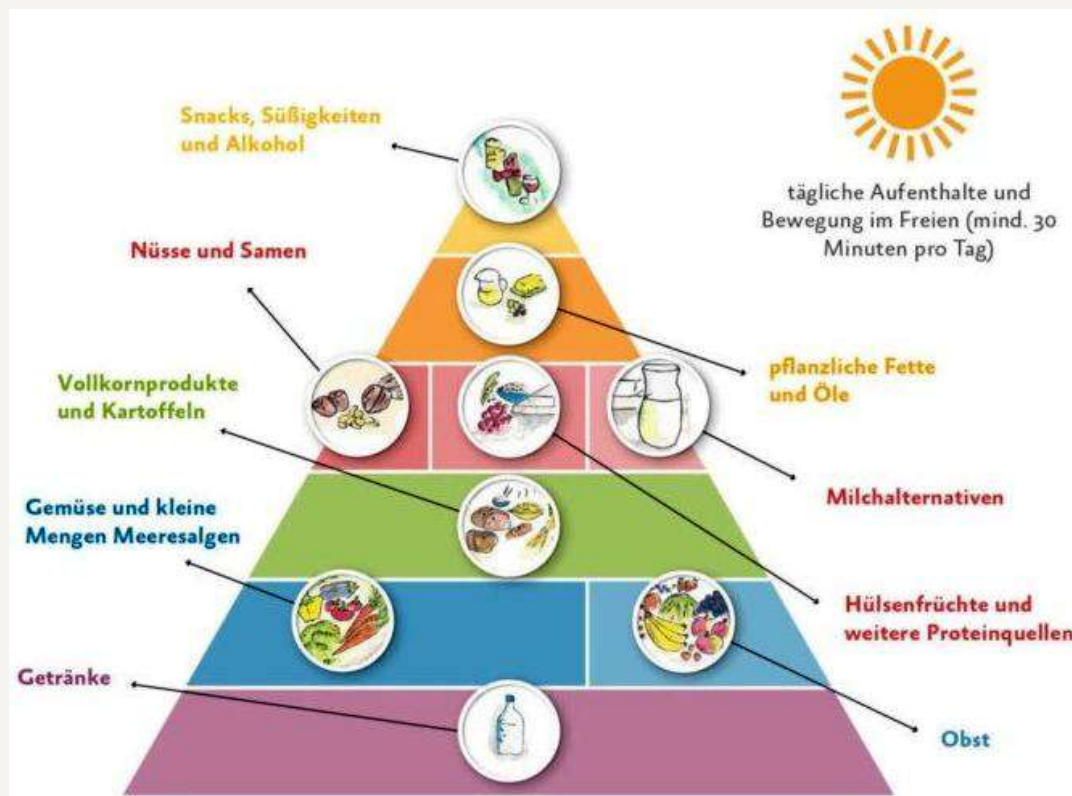 Snacks, Süßigkeiten
und Alkohol
tägliche Aufenthalte und
Bewegung im Freien (mind. 30
Minuten pro Tag)
Nüsse und Samen
pflanzliche Fette
und Öle
Vollkornprodukte
und Kartoffeln
Milchalternativen
Gemüse und kleine
Mengen Meeresalgen
Hülsenfrüchte und
weitere Proteinquellen
Getränke
Obst